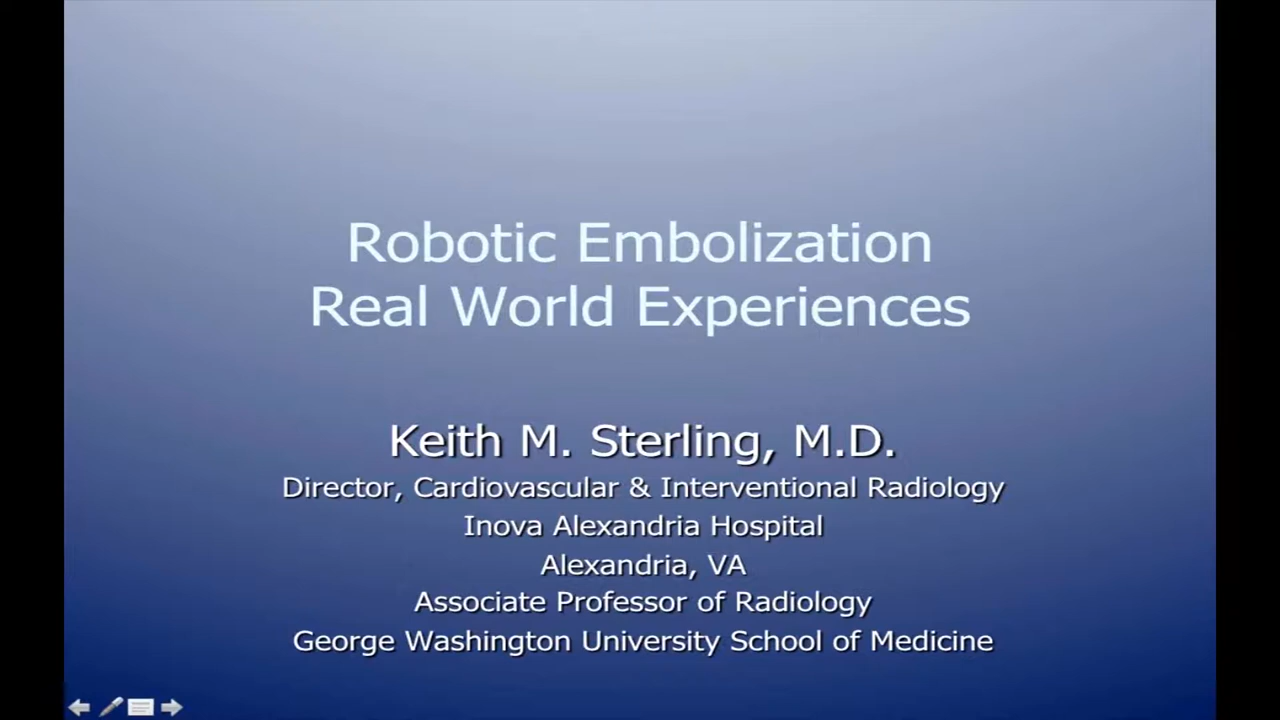 Robotic Embolization
Real World Experiences
Keith M. Sterling, M.D.
Director, Cardiovascular & Interventional Radiology
Inova Alexandria Hospital
Alexandria, VA
Associate Professor of Radiology
George Washington University School of Medicine